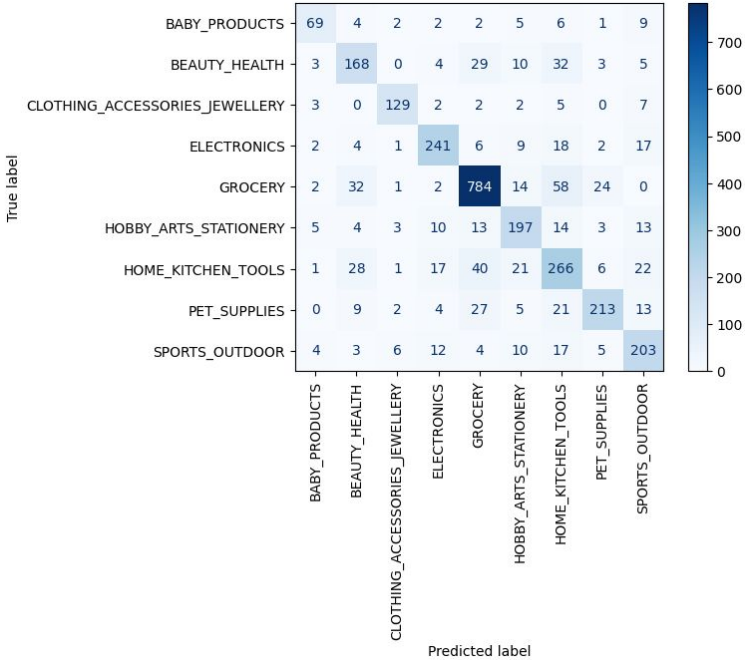 BABY_PRODUCTS 69 4 2 2 2 5 6 1 9
BEAUTY_HEALTH 3 168 0 4 29 10 32 3 5
CLOTHING_ACCESSORIES_JEWELLERY 3 0 129 2 2 2 5 0 7
ELECTRONICS 2 4 1 241 6 9 18 2 17
GROCERY 2 32 1 2 784 14 58 24 0
HOBBY_ARTS_STATIONERY 5 4 3 10 13 197 14 3 13
HOME_KITCHEN_TOOLS 1 28 1 17 40 21 266 6 22
PET_SUPPLIES 0 9 2 4 27 5 21 213 13
SPORTS_OUTDOOR 4 3 6 12 4 10 17 5 203
True label
BABY_PRODUCTS
BEAUTY_HEALTH
CLOTHING_ACCESSORIES_JEWELLERY
ELECTRONICS
GROCERY
HOBBY_ARTS_STATIONERY
HOME_KITCHEN_TOOLS
PET_SUPPLIES
SPORTS_OUTDOOR
Predicted label
700
600
500
400
300
200
100
0